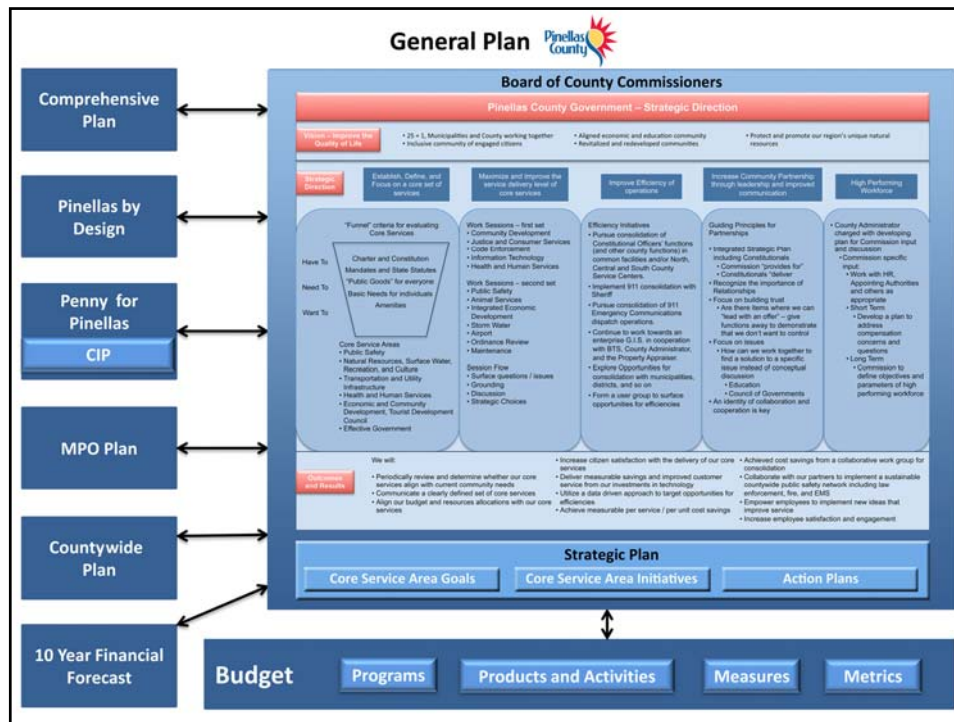 General Plan
Pinellas
County
Comprehensive
Plan
Pinellas by
Design
Penny for
Pinellas
CIP
MPO Plan
Countywide
Plan
10 Year Financial
Forecast
Board of County Commissioners
Pinellas County Government – Strategic Direction
Vision – Improve the
Quality of Life
• 25 + 1, Municipalities and County working together
• Inclusive community of engaged citizens
• Aligned economic and education community
• Revitalized and redeveloped communities
• Protect and promote our region's unique natural
resources
Strategic
Direction
Establish, Define, and
Focus on a core set of
services
Maximize and improve the
service delivery level of
core services
Improve Efficiency of
operations
Increase Community Partnership
through leadership and improved
communication
High Performing
Workforce
"Funnel" criteria for evaluating
Core Services
Have To
Need To
Want To
Charter and Constitution
Mandates and State Statutes
"Public Goods" for everyone
Basic Needs for individuals
Amenities
Core Service Areas
• Public Safety
• Natural Resources, Surface Water,
Recreation, and Culture
• Transportation and Utility
Infrastructure
• Health and Human Services
• Economic and Community
Development, Tourist Development
Council
• Effective Government
Work Sessions – first set
• Community Development
• Justice and Consumer Services
• Code Enforcement
• Information Technology
• Health and Human Services
Work Sessions – second set
• Public Safety
• Animal Services
• Integrated Economic
Development
• Storm Water
• Airport
• Ordinance Review
• Maintenance
Session Flow
• Surface questions / issues
• Grounding
• Discussion
• Strategic Choices
Efficiency Initiatives
• Pursue consolidation of
Constitutional Officers' functions
(and other county functions) in
common facilities and/or North,
Central and South County
Service Centers.
• Implement 911 consolidation with
Sheriff
• Pursue consolidation of 911
Emergency Communications
dispatch operations.
• Continue to work towards an
enterprise G.I.S. in cooperation with
BTS, County Administrator, and
the Property Appraiser.
• Explore Opportunities for
consolidation with municipalities,
districts, and so on
• Form a user group to surface
opportunities for efficiencies
Guiding Principles for
Partnerships
• Integrated Strategic Plan
including Constitutionals
• Commission "provides for"
• Constitutionals "deliver
• Recognize the importance of
Relationships
• Focus on building trust
• Are there items where we can
"lead with an offer" – give
functions away to demonstrate
that we don't want to control
• Focus on issues
• How can we work together to
find a solution to a specific
issue instead of conceptual
discussion
• Education
• Council of Governments
• An identity of collaboration and
cooperation is key
• County Administrator
charged with developing
plan for Commission input
and discussion
• Commission specific
input:
• Work with HR,
Appointing Authorities
and others as
appropriate
• Short Term
• Develop a plan to
address
compensation
concerns and
questions
• Long Term
• Commission to
define objectives and
parameters of high
performing workforce
Outcomes
and Results
We will:
• Periodically review and determine whether our core
services align with current community needs
• Communicate a clearly defined set of core services
• Align our budget and resources allocations with our core
services
• Increase citizen satisfaction with the delivery of our core
services
• Deliver measurable savings and improved customer
service from our investments in technology
• Utilize a data driven approach to target opportunities for
efficiencies
• Achieve measurable per service / per unit cost savings
• Achieved cost savings from a collaborative work group for
consolidation
• Collaborate with our partners to implement a sustainable
countywide public safety network including law
enforcement, fire, and EMS
• Empower employees to implement new ideas that
improve service
• Increase employee satisfaction and engagement
Strategic Plan
Core Service Area Goals
Core Service Area Initiatives
Action Plans
Budget
Programs
Products and Activities
Measures
Metrics